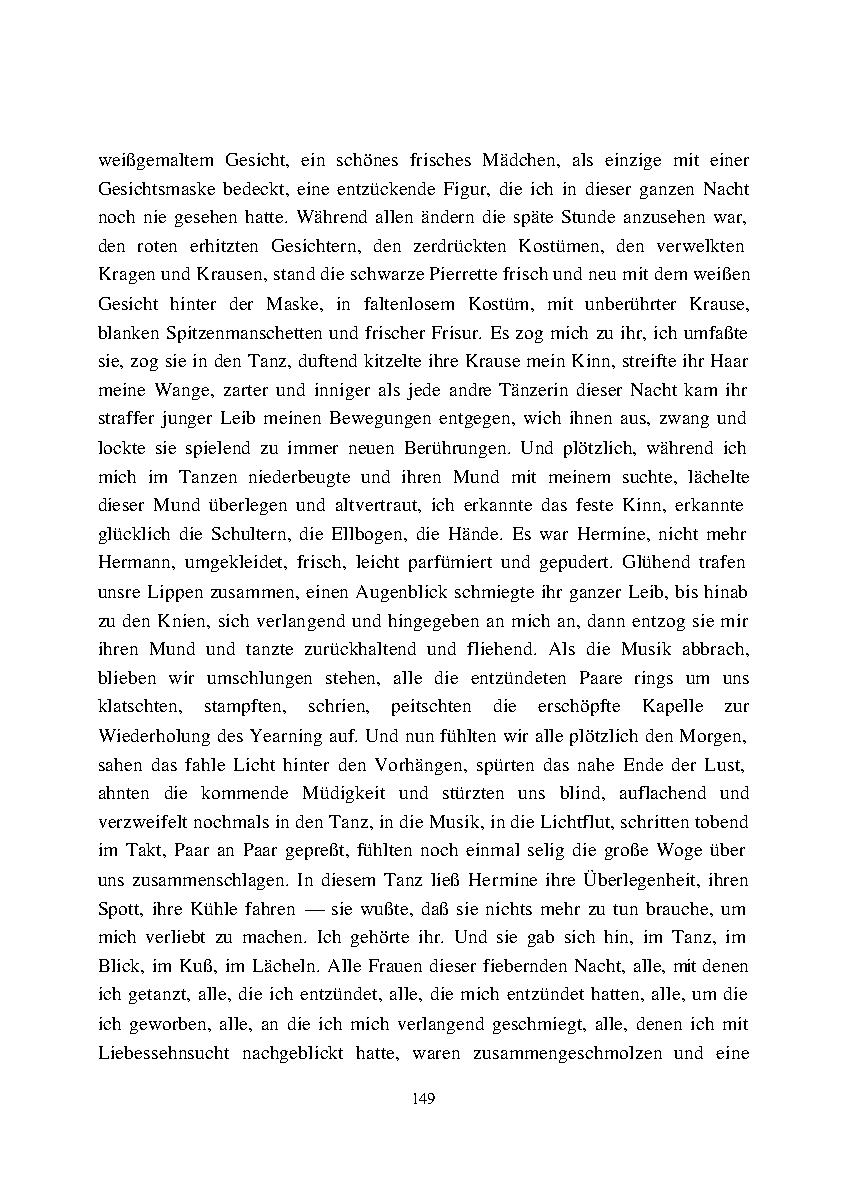 weißgemaltem Gesicht, ein schönes frisches Mädchen, als einzige mit einer
Gesichtsmaske bedeckt, eine entzückende Figur, die ich in dieser ganzen Nacht
noch nie gesehen hatte. Während allen ändern die späte Stunde anzusehen war,
den roten erhitzten Gesichtern, den zerdrückten Kostümen, den verwelkten
Kragen und Krausen, stand die schwarze Pierrette frisch und neu mit dem weißen
Gesicht hinter der Maske, in faltenlosem Kostüm, mit unberührter Krause,
blanken Spitzenmanschetten und frischer Frisur. Es zog mich zu ihr, ich umfaßte
sie, zog sie in den Tanz, duftend kitzelte ihre Krause mein Kinn, streifte ihr Haar
meine Wange, zarter und inniger als jede andre Tänzerin dieser Nacht kam ihr
straffer junger Leib meinen Bewegungen entgegen, wich ihnen aus, zwang und
lockte sie spielend zu immer neuen Berührungen. Und plötzlich, während ich
mich im Tanzen niederbeugte und ihren Mund mit meinem suchte, lächelte
dieser Mund überlegen und altvertraut, ich erkannte das feste Kinn, erkannte
glücklich die Schultern, die Ellbogen, die Hände. Es war Hermine, nicht mehr
Hermann, umgekleidet, frisch, leicht parfümiert und gepudert. Glühend trafen
unsre Lippen zusammen, einen Augenblick schmiegte ihr ganzer Leib, bis hinab
zu den Knien, sich verlangend und hingegeben an mich an, dann entzog sie mir
ihren Mund und tanzte zurückhaltend und fliehend. Als die Musik abbrach,
blieben wir umschlungen stehen, alle die entzündeten Paare rings um uns
klatschten, stampften, schrien, peitschten die erschöpfte Kapelle zur
Wiederholung des Yearning auf. Und nun fühlten wir alle plötzlich den Morgen,
sahen das fahle Licht hinter den Vorhängen, spürten das nahe Ende der Lust,
ahnten die kommende Müdigkeit und stürzten uns blind, auflachend und
verzweifelt nochmals in den Tanz, in die Musik, in die Lichtflut, schritten tobend
im Takt, Paar an Paar gepreßt, fühlten noch einmal selig die große Woge über
uns zusammenschlagen. In diesem Tanz ließ Hermine ihre Überlegenheit, ihren
Spott, ihre Kühle fahren — sie wußte, daß sie nichts mehr zu tun brauche, um
mich verliebt zu machen. Ich gehörte ihr. Und sie gab sich hin, im Tanz, im
Blick, im Kuß, im Lächeln. Alle Frauen dieser fiebernden Nacht, alle, mit denen
ich getanzt, alle, die ich entzündet, alle, die mich entzündet hatten, alle, um die
ich geworben, alle, an die ich mich verlangend geschmiegt, alle, denen ich mit
Liebessehnsucht nachgeblickt hatte, waren zusammengeschmolzen und eine
149